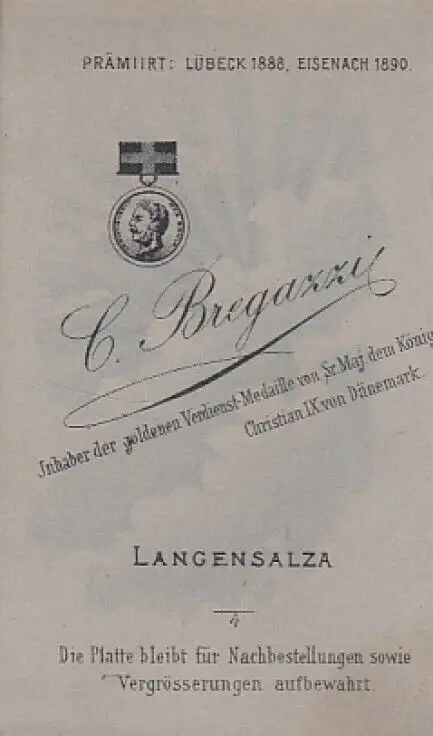 PRÄMIIRT: LÜBECK 1888, EISENACH 1890.
C. Bregazzi
Inhaber der goldenen Verdienst-Medaille von Sr Maj dem König
Christian IX. von Dänemark.
LANGENSALZA
Die Platte bleibt für Nachbestellungen sowie
Vergrösserungen aufbewahrt.